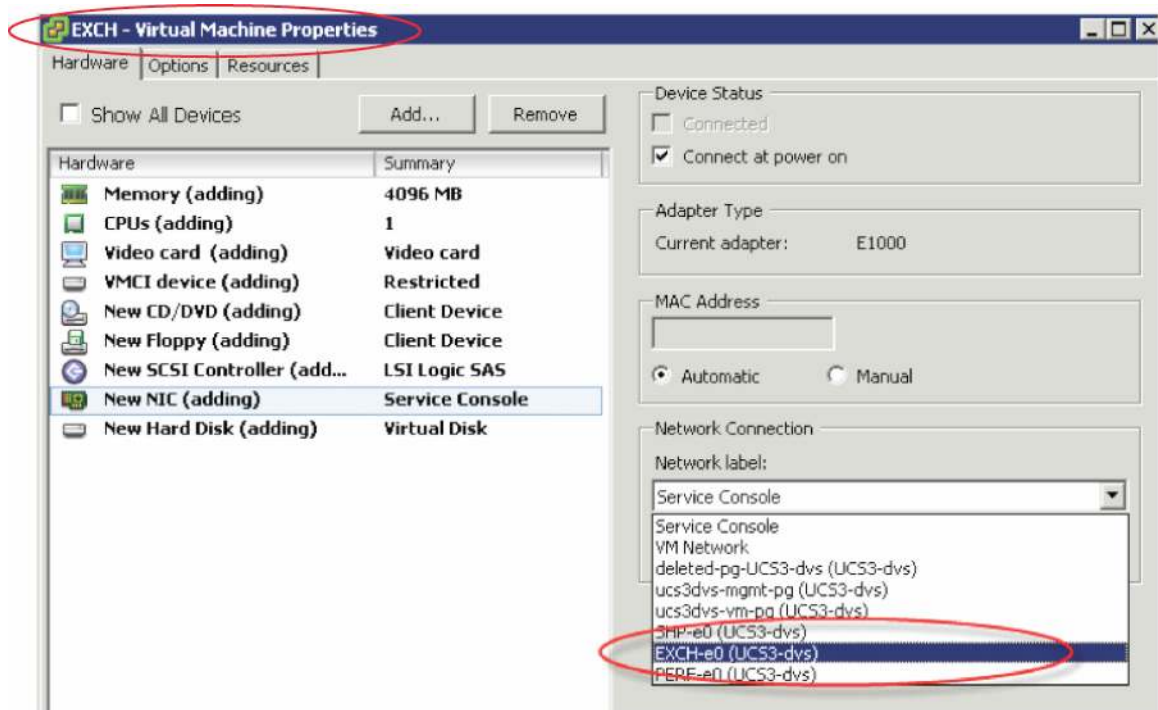 EXCH - Virtual Machine Properties
Hardware Options Resources
Show All Devices
Add...
Remove
Hardware Summary
Memory (adding) 4096 MB
CPUs (adding) 1
Video card (adding) Video card
VMCI device (adding) Restricted
New CD/DVD (adding) Client Device
New Floppy (adding) Client Device
New SCSI Controller (add... LSI Logic SAS
New NIC (adding) Service Console
New Hard Disk (adding) Virtual Disk
Device Status
Connected
Connect at power on
Adapter Type
Current adapter: E1000
MAC Address
Automatic Manual
Network Connection
Network label:
Service Console
Service Console
VM Network
deleted-pg-UCS3-dvs (UCS3-dvs)
ucs3dvs-mgmt-pg (UCS3-dvs)
ucs3dvs-vm-pg (UCS3-dvs)
SHP-e0 (UCS3-dvs)
EXCH-e0 (UCS3-dvs)
PERF-e0 (UCS3-dvs)